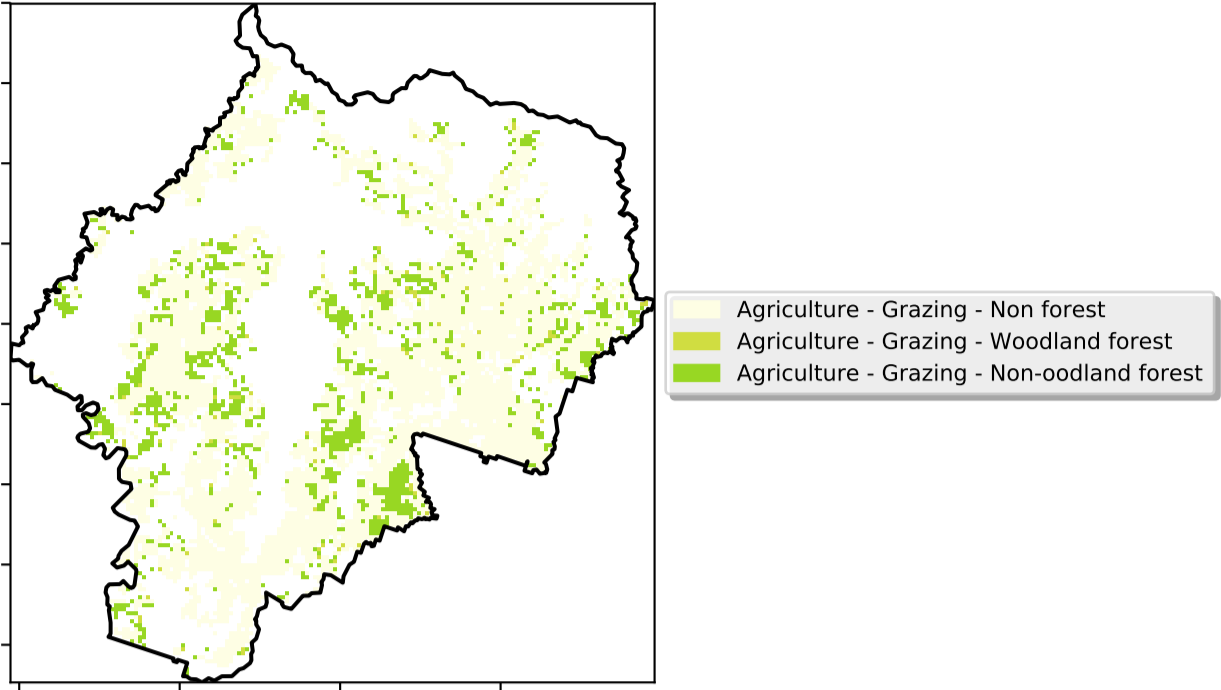 Agriculture - Grazing - Non forest
Agriculture - Grazing - Woodland forest
Agriculture - Grazing - Non-oodland forest